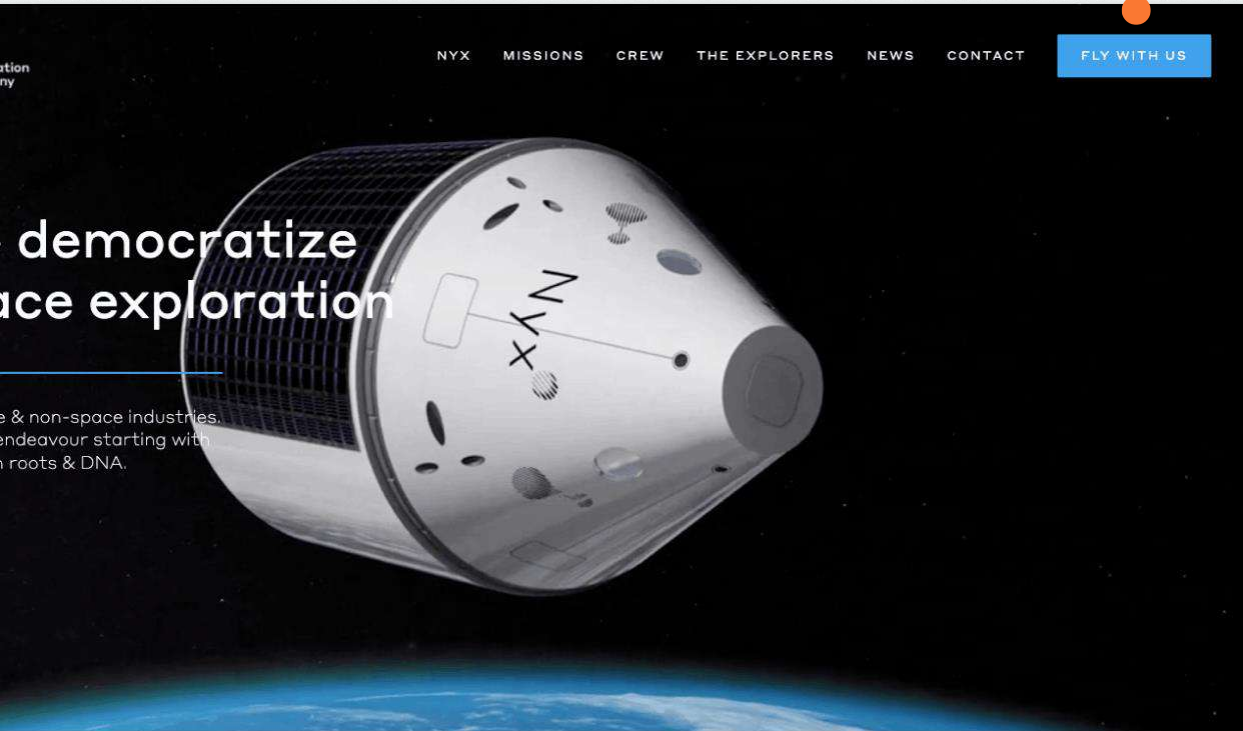 ation
ny
NYX MISSIONS CREW THE EXPLORERS NEWS CONTACT FLY WITH US
democratize
ace exploration
Nyx
e & non-space industries.
endeavour starting with
n roots & DNA.